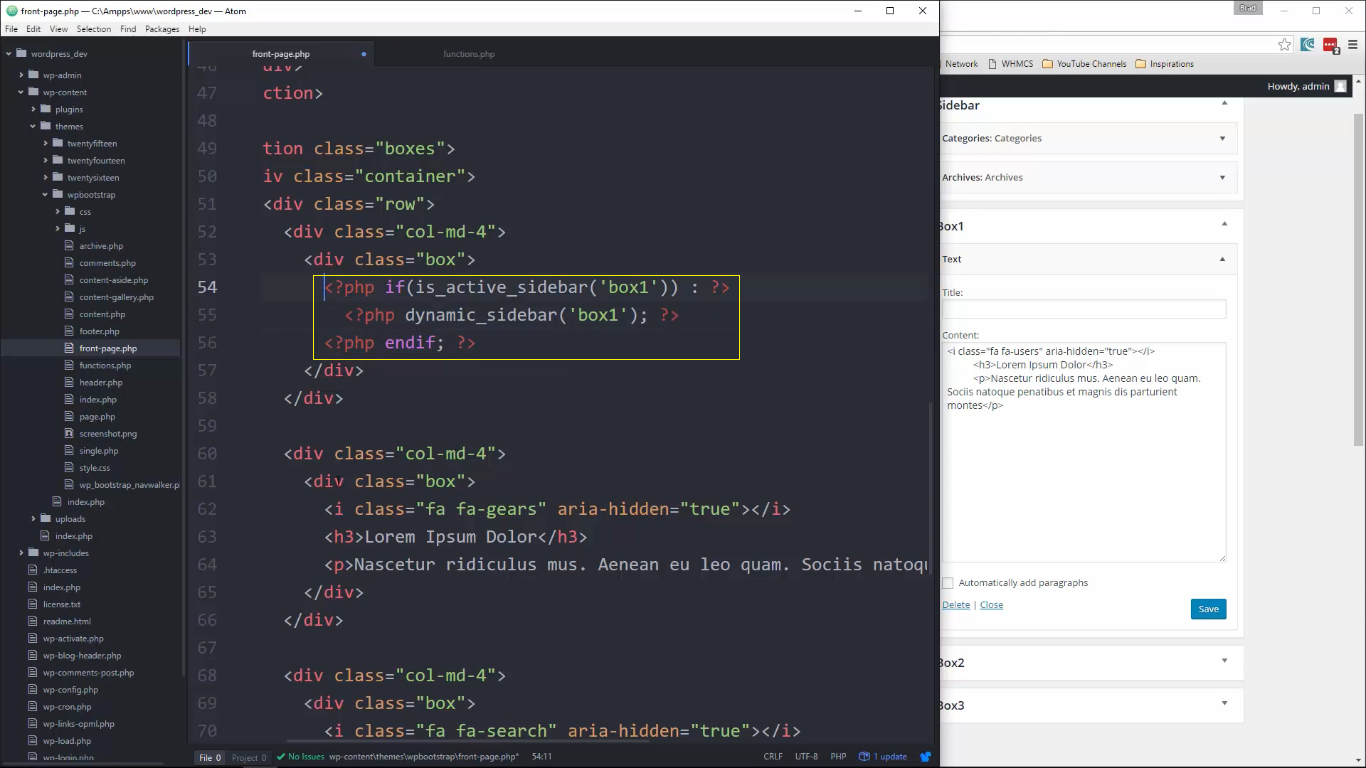 front-page.php — C:\Ampps\www\wordpress_dev — Atom
Brad
File Edit View Selection Find Packages Help
Network WHMCS YouTube Channels Inspirations
Howdy, admin
wordpress_dev
wp-admin
wp-content
plugins
themes
twentyfifteen
twentyfourteen
twentysixteen
wpbootstrap
css
js
archive.php
comments.php
content-aside.php
content-gallery.php
content.php
footer.php
front-page.php
functions.php
header.php
index.php
page.php
screenshot.png
single.php
style.css
wp_bootstrap_navwalker.p
index.php
uploads
index.php
wp-includes
.htaccess
index.php
license.txt
readme.html
wp-activate.php
wp-blog-header.php
wp-comments-post.php
wp-config.php
wp-cron.php
wp-links-opml.php
wp-load.php
wp-login.php
front-page.php functions.php
46 div>
47 ction>
48
49 tion class="boxes">
50 iv class="container">
51 <div class="row">
52 <div class="col-md-4">
53 <div class="box">
54 <?php if(is_active_sidebar('box1')) : ?>
55 <?php dynamic_sidebar('box1'); ?>
56 <?php endif; ?>
57 </div>
58 </div>
59
60 <div class="col-md-4">
61 <div class="box">
62 <i class="fa fa-gears" aria-hidden="true"></i>
63 <h3>Lorem Ipsum Dolor</h3>
64 <p>Nascetur ridiculus mus. Aenean eu leo quam. Sociis natoqu
65 </div>
66 </div>
67
68 <div class="col-md-4">
69 <div class="box">
70 <i class="fa fa-search" aria-hidden="true"></i>
File 0 Project 0 No Issues wp-content\themes\wpbootstrap\front-page.php* 54:11 CRLF UTF-8 PHP 1 update
Sidebar
Categories: Categories
Archives: Archives
Box1
Text
Title:
Content:
<i class="fa fa-users" aria-hidden="true"></i>
<h3>Lorem Ipsum Dolor</h3>
<p>Nascetur ridiculus mus. Aenean eu leo quam.
Sociis natoque penatibus et magnis dis parturient
montes</p>
Automatically add paragraphs
Delete | Close
Save
Box2
Box3